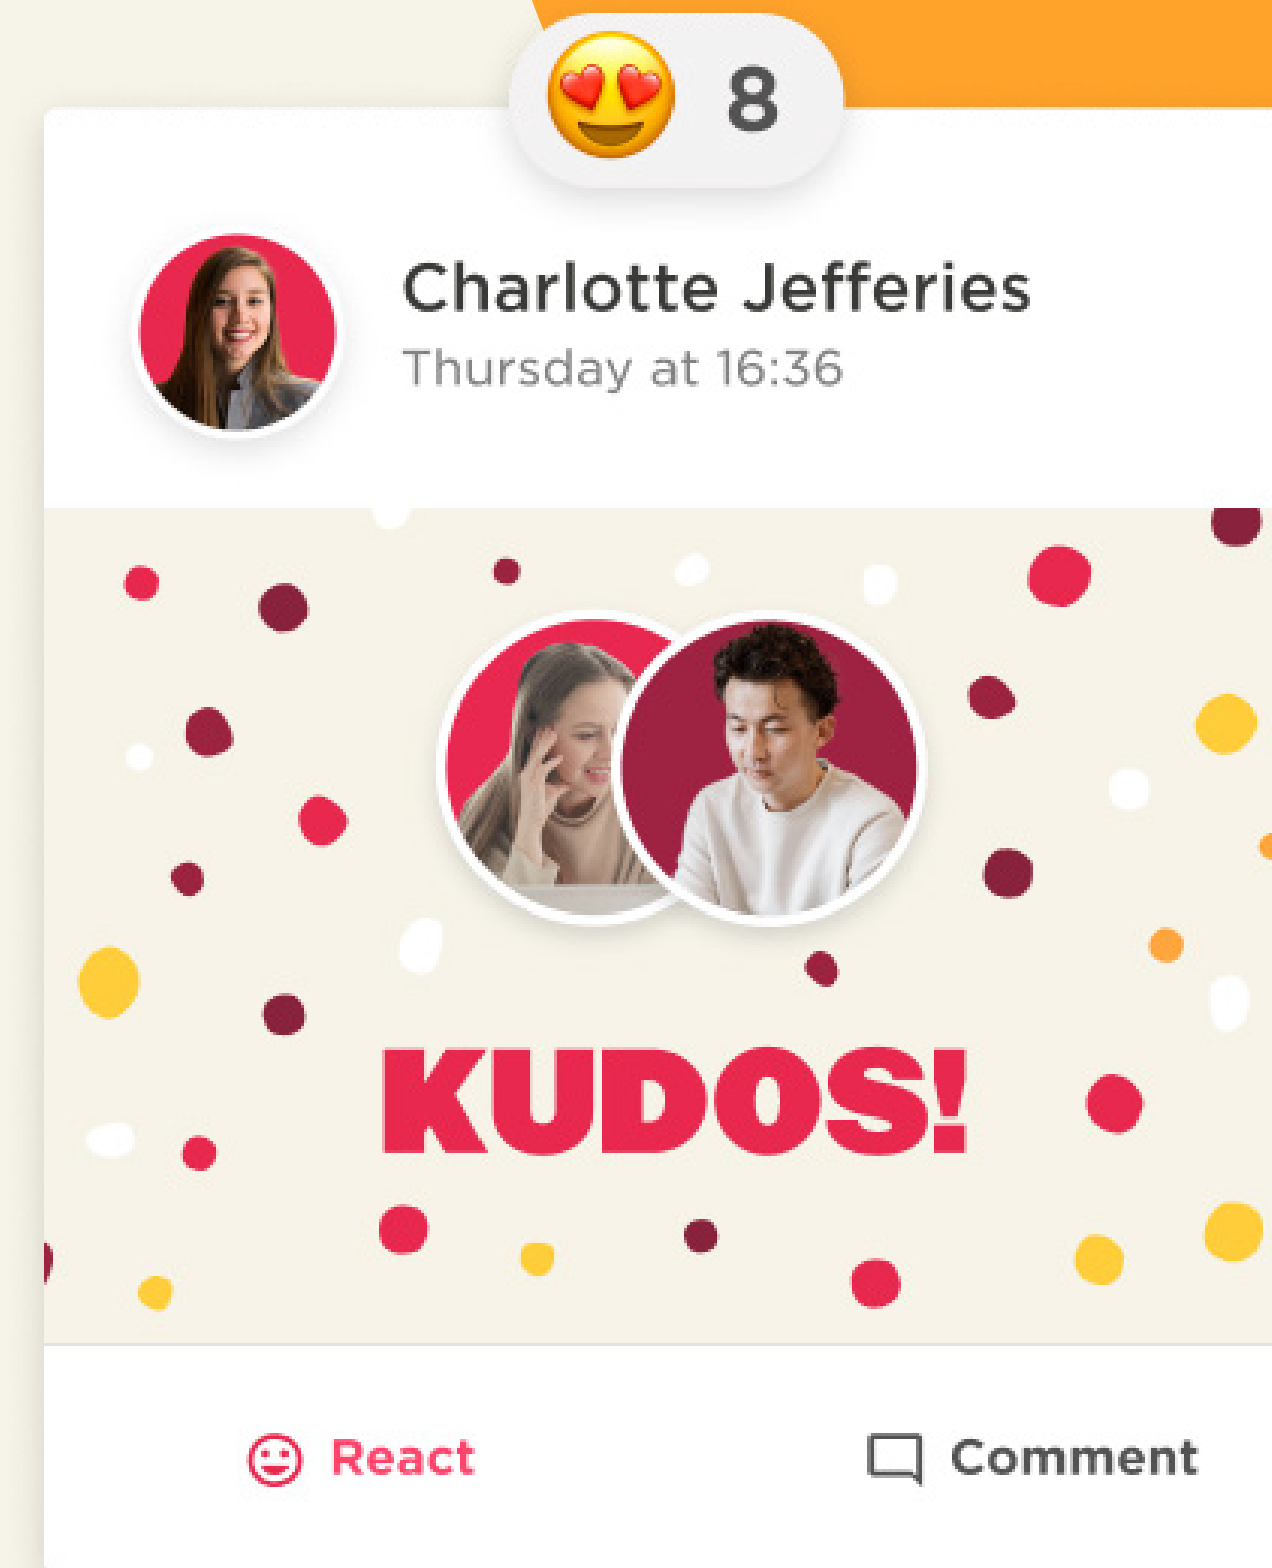 8
Charlotte Jefferies
Thursday at 16:36
KUDOS!
React
Comment